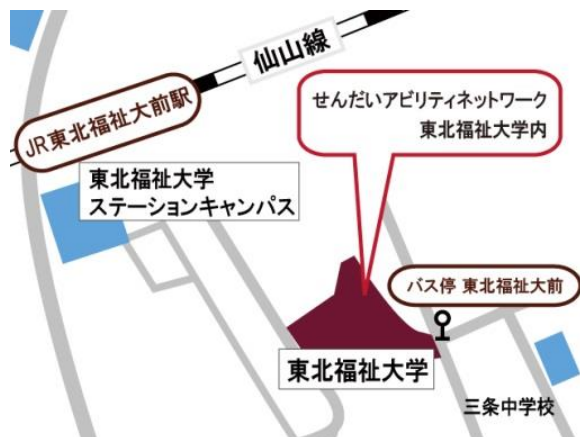 仙山線
JR東北福祉大前駅
せんだいアビリティネットワーク
東北福祉大学内
東北福祉大学
ステーションキャンパス
バス停 東北福祉大前
東北福祉大学
三条中学校